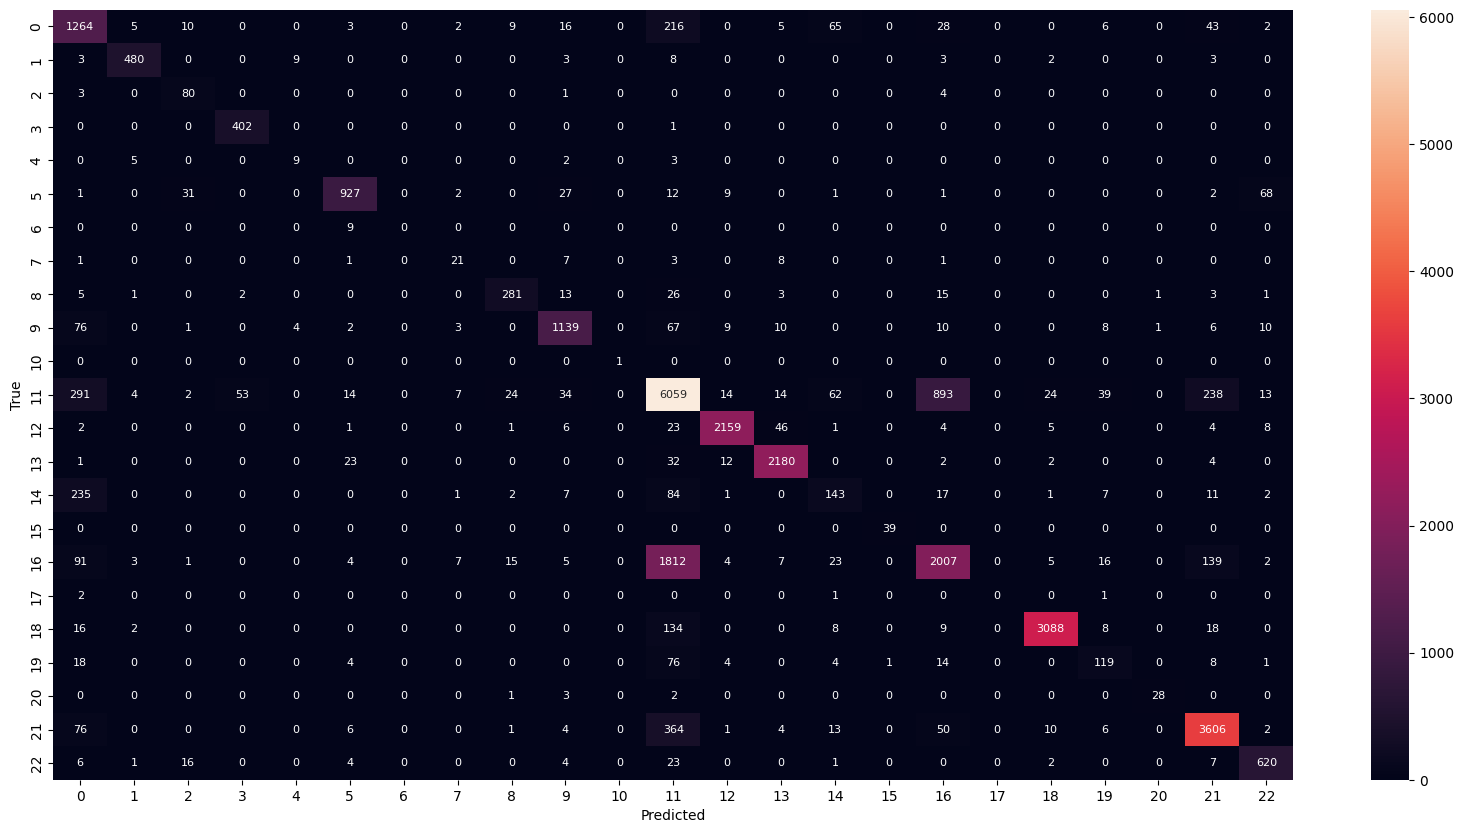 0 1264 5 10 0 0 3 0 2 9 16 0 216 0 5 65 0 28 0 0 6 0 43 2
1 3 480 0 0 9 0 0 0 0 3 0 8 0 0 0 0 3 0 2 0 0 3 0
2 3 0 80 0 0 0 0 0 0 1 0 0 0 0 0 0 4 0 0 0 0 0 0
3 0 0 0 402 0 0 0 0 0 0 0 1 0 0 0 0 0 0 0 0 0 0 0
4 0 5 0 0 9 0 0 0 0 2 0 3 0 0 0 0 0 0 0 0 0 0 0
5 1 0 31 0 0 927 0 2 0 27 0 12 9 0 1 0 1 0 0 0 0 2 68
6 0 0 0 0 0 9 0 0 0 0 0 0 0 0 0 0 0 0 0 0 0 0 0
7 1 0 0 0 0 1 0 21 0 7 0 3 0 8 0 0 1 0 0 0 0 0 0
8 5 1 0 2 0 0 0 0 281 13 0 26 0 3 0 0 15 0 0 0 1 3 1
9 76 0 1 0 4 2 0 3 0 1139 0 67 9 10 0 0 10 0 0 8 1 6 10
10 0 0 0 0 0 0 0 0 0 0 1 0 0 0 0 0 0 0 0 0 0 0 0
11 291 4 2 53 0 14 0 7 24 34 0 6059 14 14 62 0 893 0 24 39 0 238 13
12 2 0 0 0 0 1 0 0 1 6 0 23 2159 46 1 0 4 0 5 0 0 4 8
13 1 0 0 0 0 23 0 0 0 0 0 32 12 2180 0 0 2 0 2 0 0 4 0
14 235 0 0 0 0 0 0 1 2 7 0 84 1 0 143 0 17 0 1 7 0 11 2
15 0 0 0 0 0 0 0 0 0 0 0 0 0 0 0 39 0 0 0 0 0 0 0
16 91 3 1 0 0 4 0 7 15 5 0 1812 4 7 23 0 2007 0 5 16 0 139 2
17 2 0 0 0 0 0 0 0 0 0 0 0 0 0 1 0 0 0 0 1 0 0 0
18 16 2 0 0 0 0 0 0 0 0 0 134 0 0 8 0 9 0 3088 8 0 18 0
19 18 0 0 0 0 4 0 0 0 0 0 76 4 0 4 1 14 0 0 119 0 8 1
20 0 0 0 0 0 0 0 0 1 3 0 2 0 0 0 0 0 0 0 0 28 0 0
21 76 0 0 0 0 6 0 0 1 4 0 364 1 4 13 0 50 0 10 6 0 3606 2
22 6 1 16 0 0 4 0 0 0 4 0 23 0 0 1 0 0 0 2 0 0 7 620
0 1 2 3 4 5 6 7 8 9 10 11 12 13 14 15 16 17 18 19 20 21 22
Predicted
True
6000
5000
4000
3000
2000
1000
0